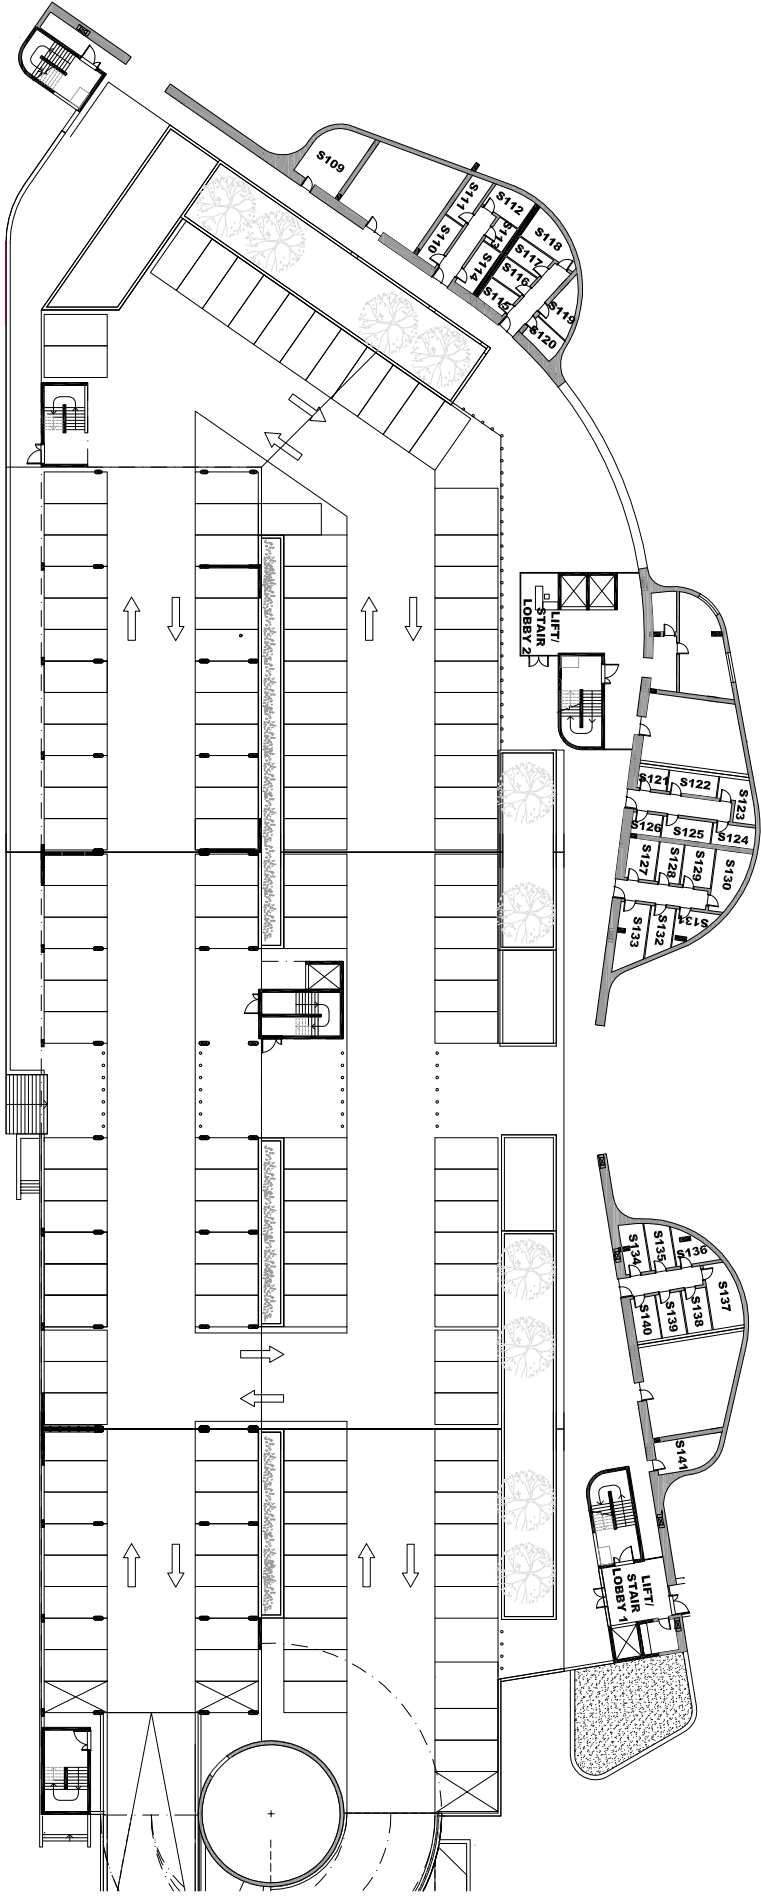 S109
S111
S112
S110
S113
S118
S117
S114
S116
S115
S119
S120
LIFT/
STAIR
LOBBY 2
S121
S122
S123
S126
S125
S124
S127
S128
S129
S130
S133
S132
S131
S134
S135
S136
S137
S140
S139
S138
S141
LIFT/
STAIR
LOBBY 1